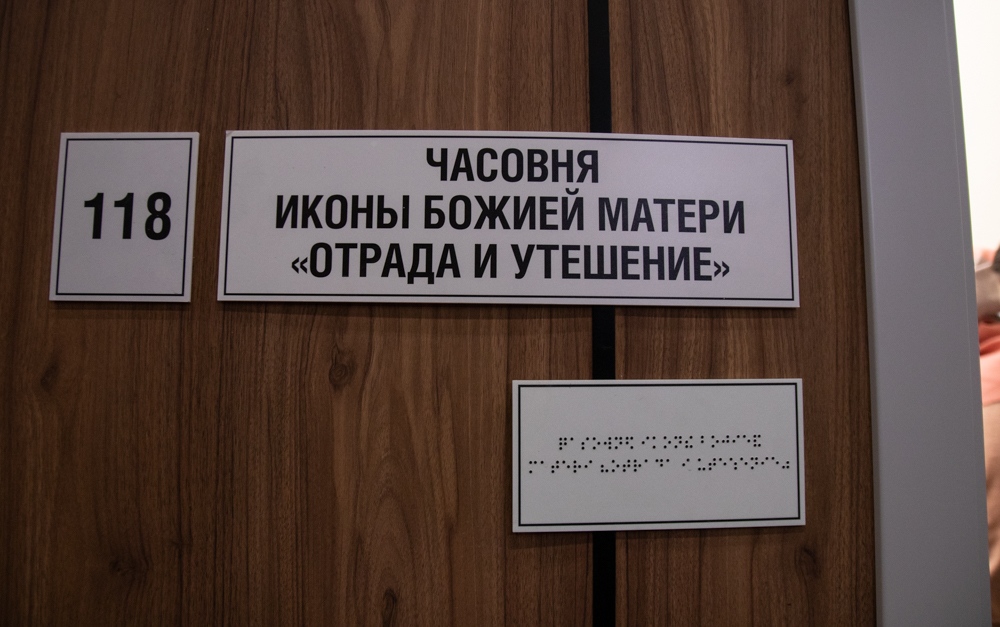 118
ЧАСОВНЯ
ИКОНЫ БОЖИЕЙ МАТЕРИ
«ОТРАДА И УТЕШЕНИЕ»